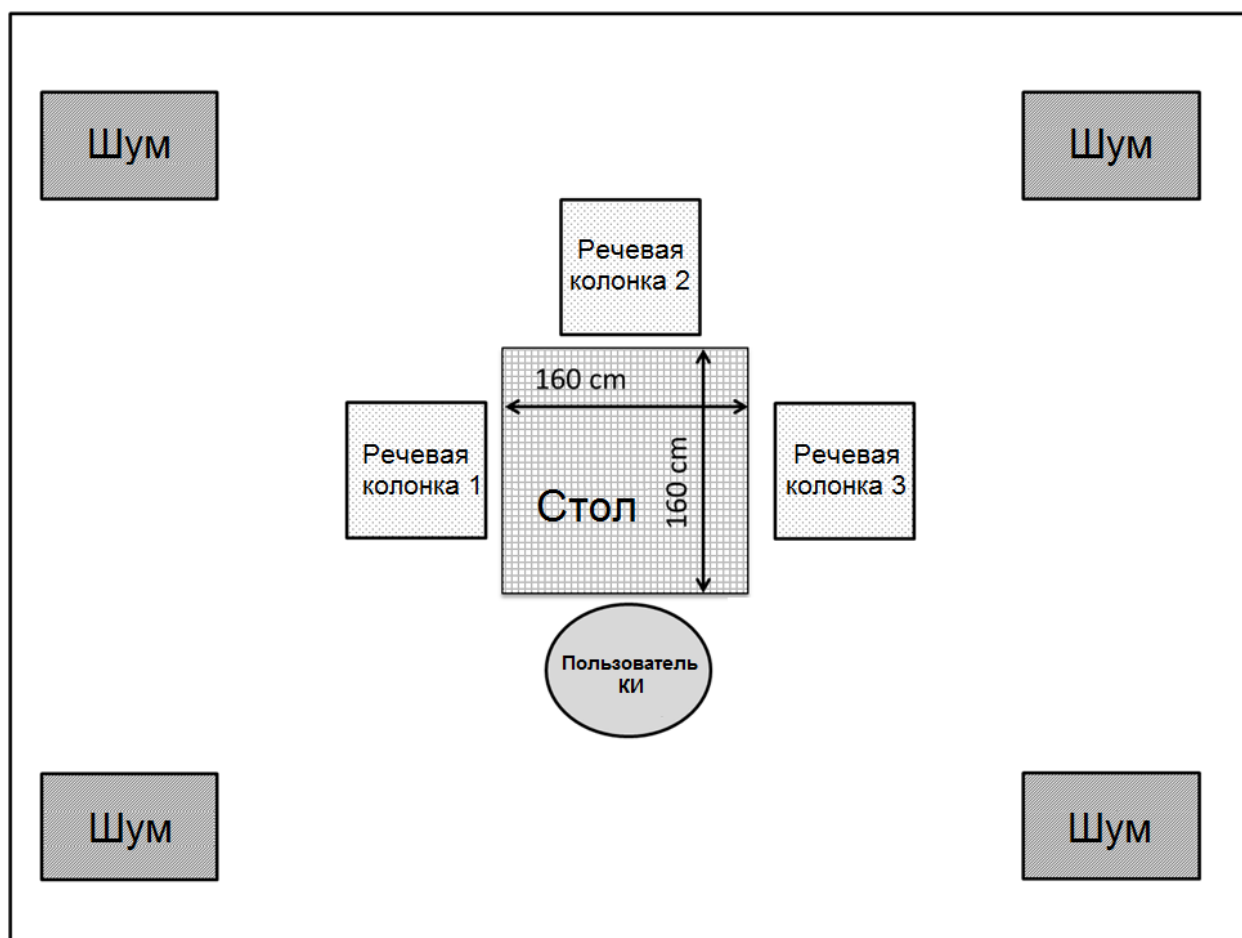 Шум
Шум
Речевая
колонка 2
160 cm
Речевая
колонка 1
160 cm
Речевая
колонка 3
Стол
Пользователь
КИ
Шум
Шум